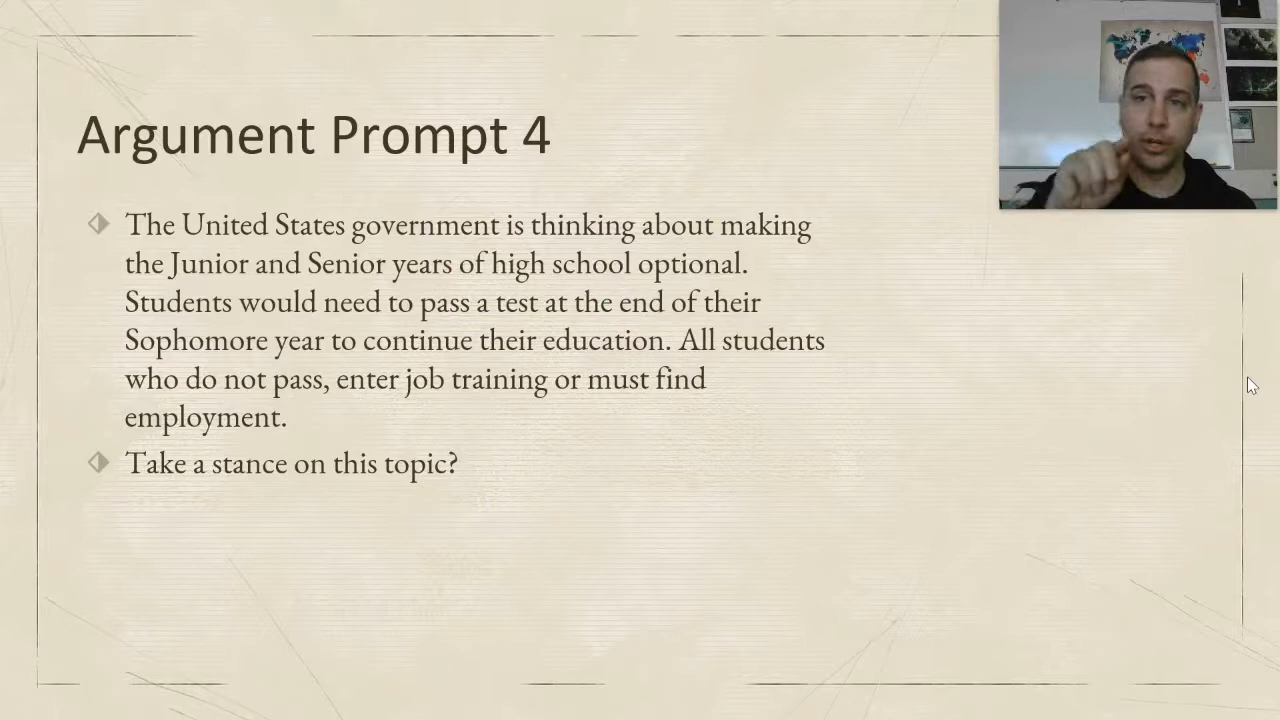 Argument Prompt 4
The United States government is thinking about making
the Junior and Senior years of high school optional.
Students would need to pass a test at the end of their
Sophomore year to continue their education. All students
who do not pass, enter job training or must find
employment.
Take a stance on this topic?